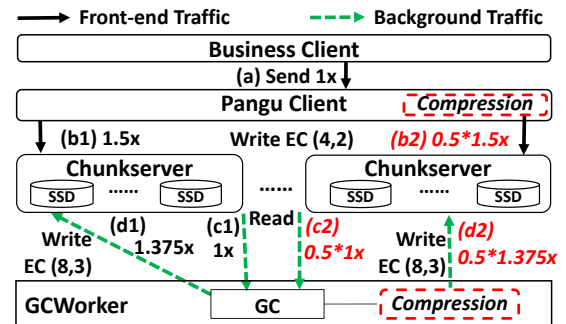 Front-end Traffic Background Traffic
Business Client
(a) Send 1x
Pangu Client Compression
(b1) 1.5x Write EC (4,2) (b2) 0.5*1.5x
Chunkserver Chunkserver
SSD ...... SSD ...... SSD ...... SSD
(d1) (c1) Read (c2) (d2)
Write 1.375x 1x 0.5*1x Write 0.5*1.375x
EC (8,3) EC (8,3)
GCWorker GC Compression